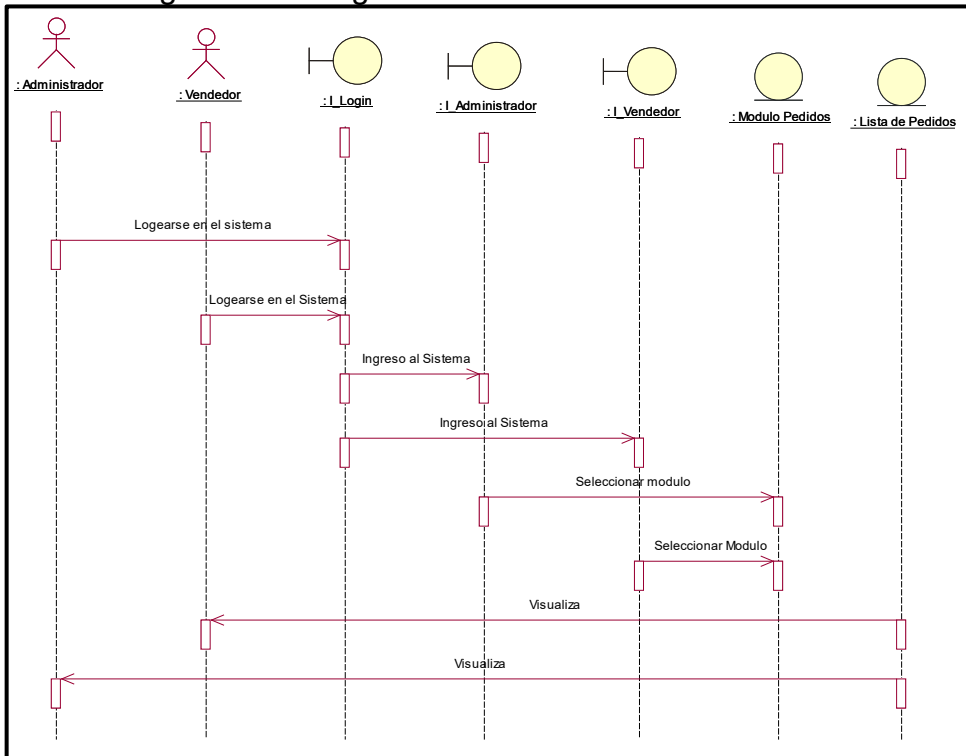 : Administrador
: Vendedor
: I_Login
: I_Administrador
: I_Vendedor
: Modulo Pedidos
: Lista de Pedidos
Logearse en el sistema
Logearse en el Sistema
Ingreso al Sistema
Ingreso al Sistema
Seleccionar modulo
Seleccionar Modulo
Visualiza
Visualiza